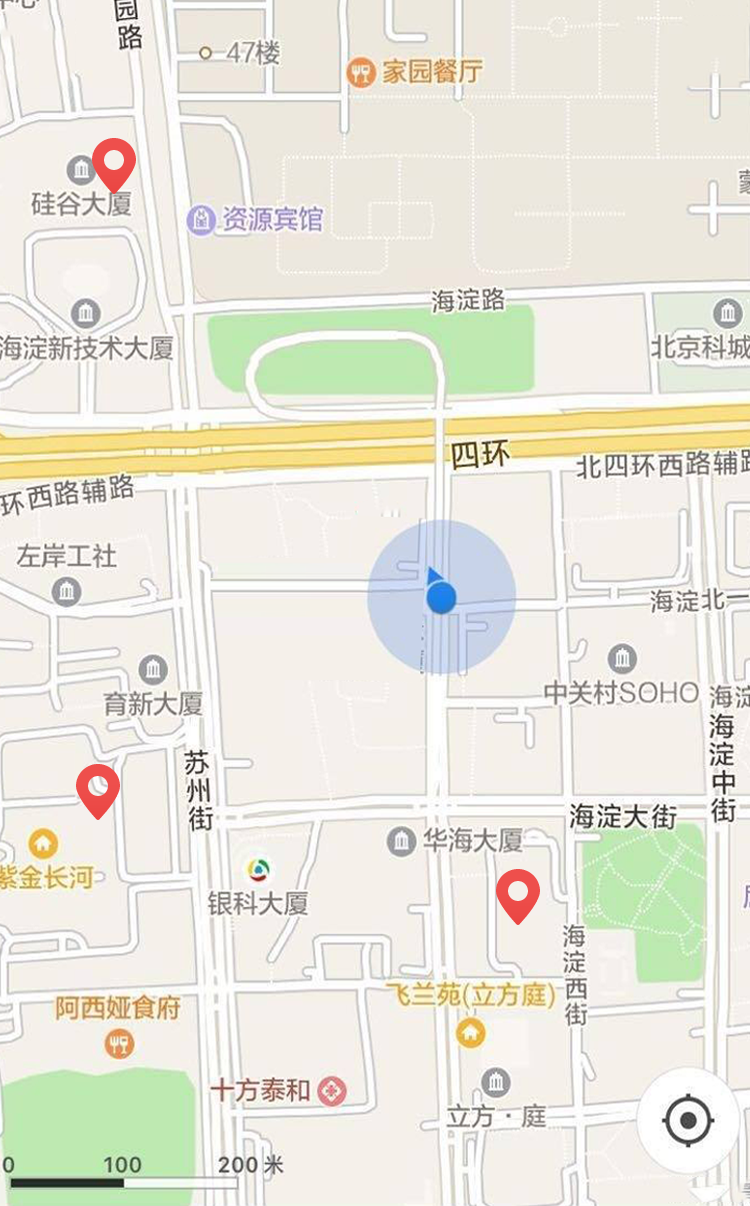 园路
47楼
家园餐厅
硅谷大厦
资源宾馆
海淀路
海淀新技术大厦
北京科城
四环
北四环西路辅路
环西路辅路
左岸工社
海淀北一
育新大厦
中关村SOHO
海淀
海淀中街
苏州街
海淀大街
华海大厦
紫金长河
银科大厦
海淀西街
飞兰苑(立方庭)
阿西娅食府
十方泰和
立方·庭
0 100 200 米